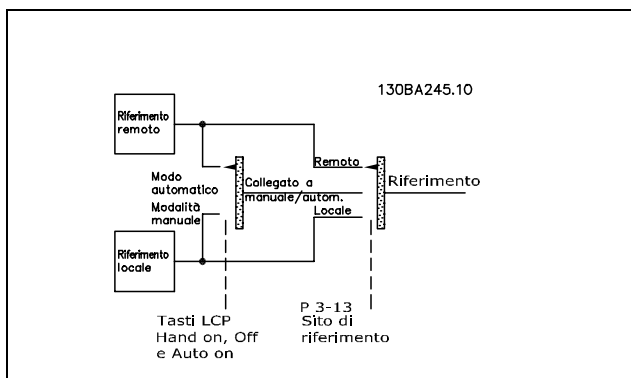 130BA245.10
Riferimento
remoto
Remoto
Modo
automatico
Collegato a
manuale/autom.
Riferimento
Modalità
manuale
Locale
Riferimento
locale
Tasti LCP
Hand on, Off
e Auto on
P 3-13
Sito di
riferimento